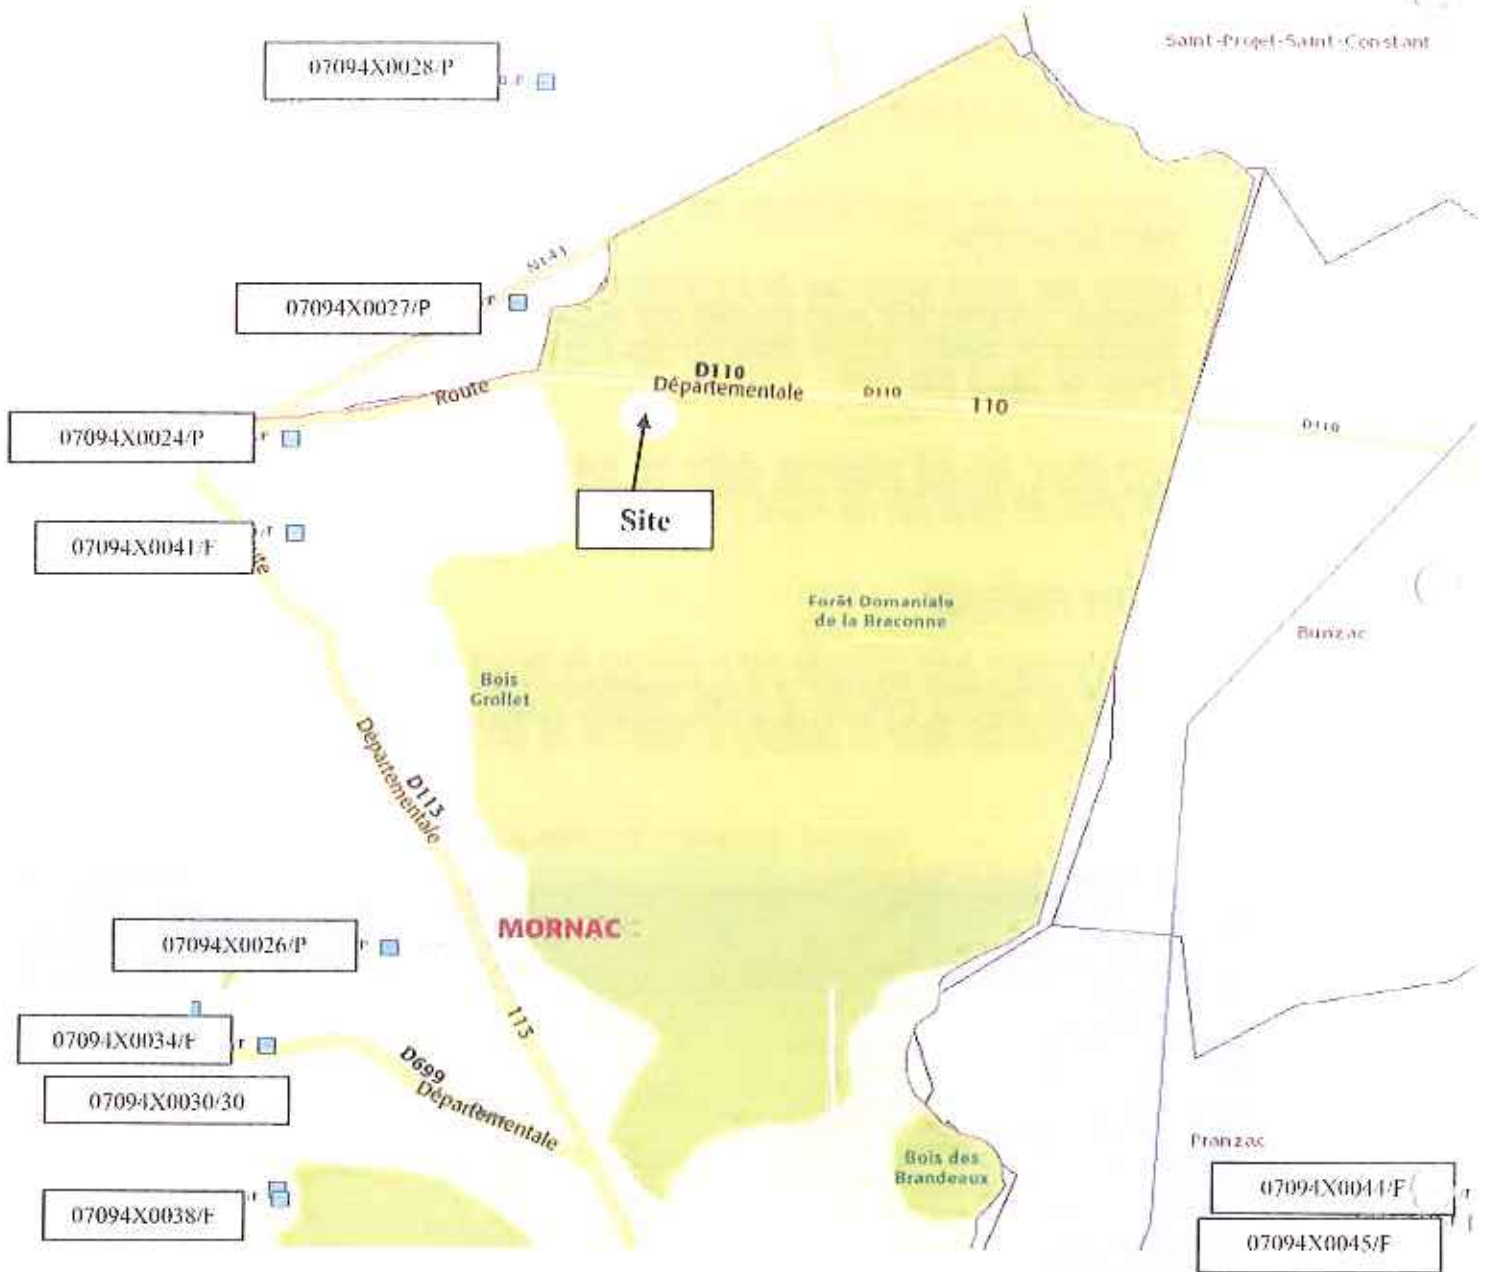 Saint-Projet-Saint-Constant
07094X0028/P
N141
07094X0027/P
D110
Départementale
D110
110
Route
D110
07094X0024/P
Site
07094X0041/F
Forêt Domaniale
de la Braconne
Bunzac
Bois
Grollet
Départementale
D113
MORNAC
07094X0026/P
113
07094X0034/F
D699
Départementale
07094X0030/30
Pranzac
Bois des
Brandeaux
07094X0044/F
07094X0038/F
07094X0045/F